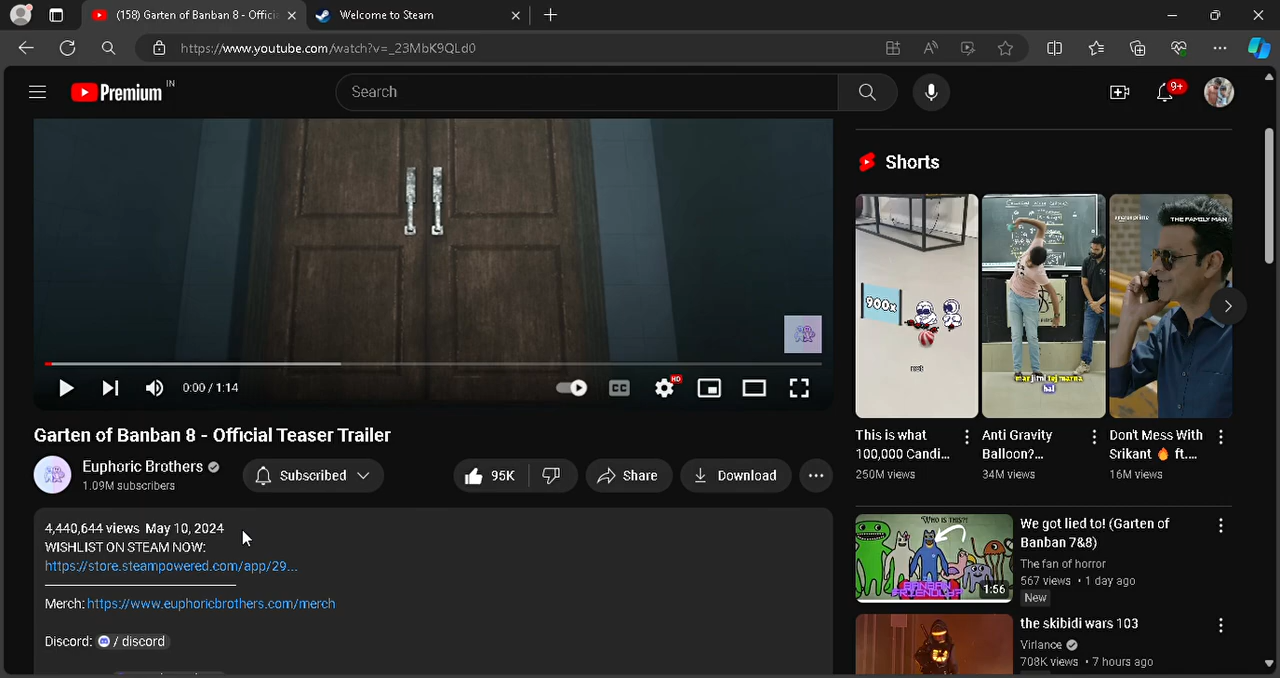 (158) Garten of Banban 8 - Offici
Welcome to Steam
https://www.youtube.com/watch?v=_23MbK9QLd0
Premium IN
Search
9+
Shorts
900x
amazon prime
THE FAMILY MAN
0:00 / 1:14
CC
HD
This is what 100,000 Candi...
250M views
Anti Gravity Balloon?...
34M views
Don't Mess With Srikant 🔥 ft....
16M views
Garten of Banban 8 - Official Teaser Trailer
Euphoric Brothers
1.09M subscribers
Subscribed
95K
Share
Download
4,440,644 views May 10, 2024
WISHLIST ON STEAM NOW:
https://store.steampowered.com/app/29...
Merch: https://www.euphoricbrothers.com/merch
Discord: / discord
WHO IS THIS?!
1:56
We got lied to! (Garten of
Banban 7&8)
The fan of horror
567 views • 1 day ago
New
the skibidi wars 103
Virlance
708K views • 7 hours ago